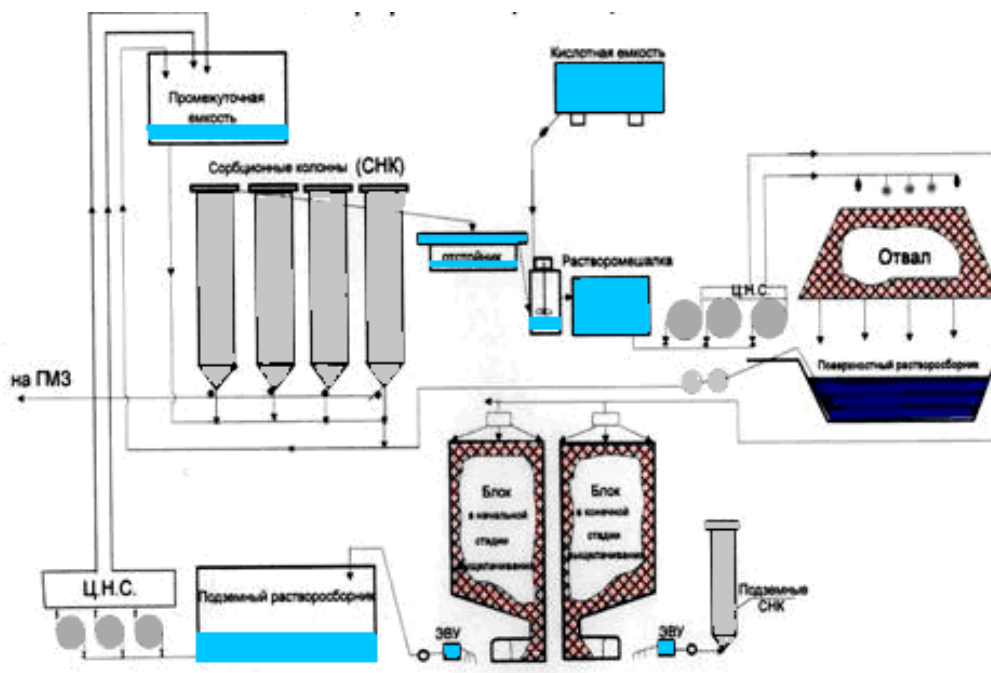 Кислотная емкость
Промежуточная
емкость
Сорбционные колонны (СНК)
отстойник
Растворомешалка
Отвал
Ц.Н.С.
Поверхностный растворосборник
на ГМЗ
Блок
в начальной
стадии
выщелачивания
Блок
в конечной
стадии
выщелачивания
Ц.Н.С.
Подземный растворосборник
ЭВУ
ЭВУ
Подземные
СНК